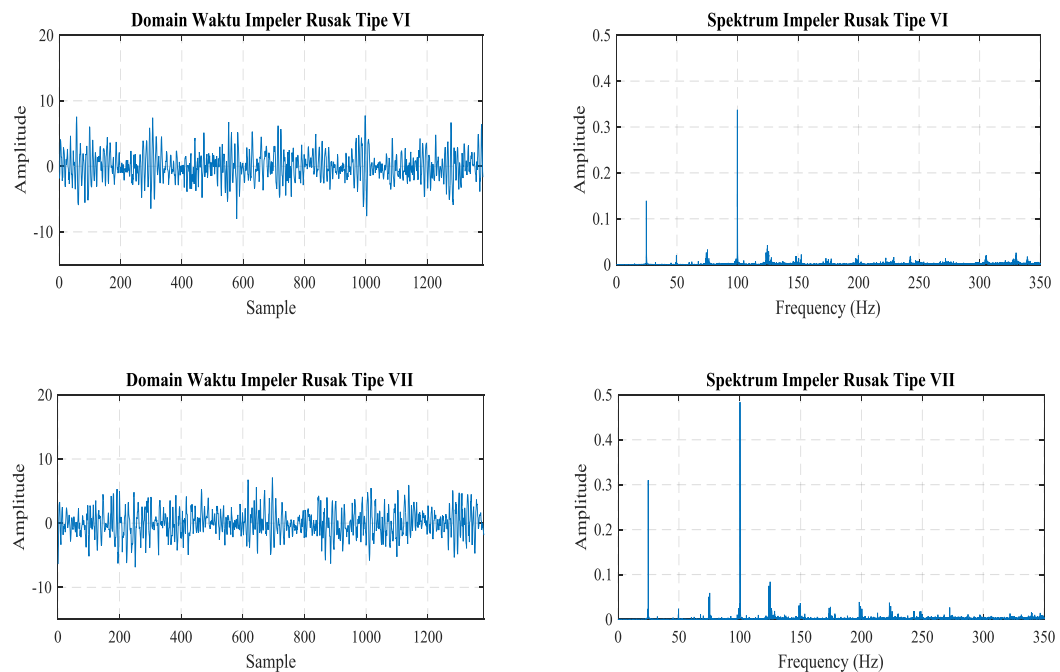 Domain Waktu Impeler Rusak Tipe VI
20
10
0
-10
Amplitude
0 200 400 600 800 1000 1200
Sample
Spektrum Impeler Rusak Tipe VI
0.5
0.4
0.3
0.2
0.1
0
Amplitude
0 50 100 150 200 250 300 350
Frequency (Hz)
Domain Waktu Impeler Rusak Tipe VII
20
10
0
-10
Amplitude
0 200 400 600 800 1000 1200
Sample
Spektrum Impeler Rusak Tipe VII
0.5
0.4
0.3
0.2
0.1
0
Amplitude
0 50 100 150 200 250 300 350
Frequency (Hz)